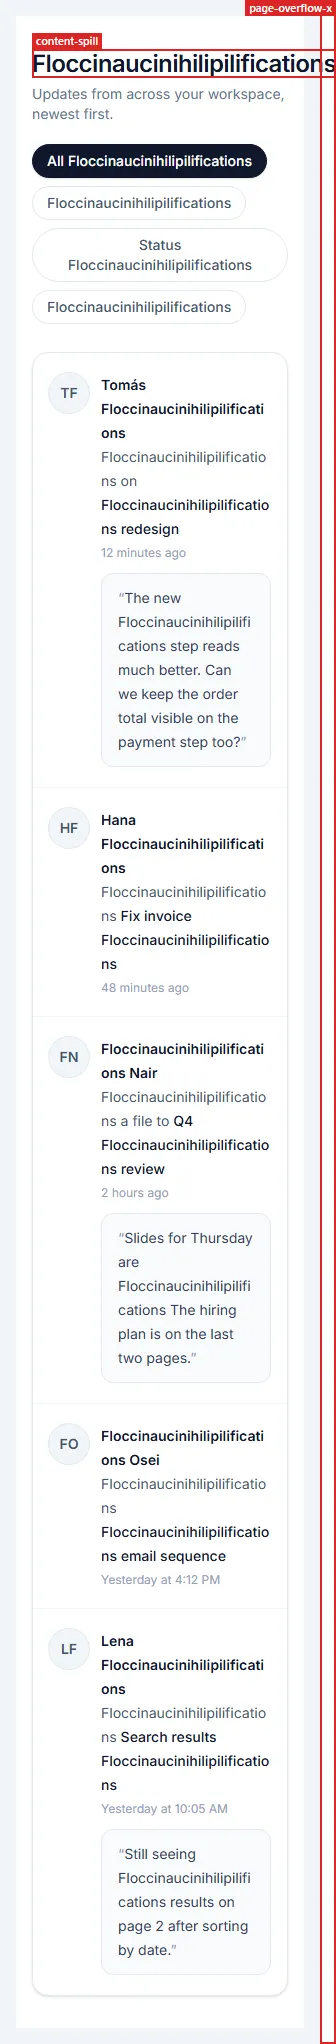 page-overflow-x
content-spill
Floccinaucinihilipilifications
Updates from across your workspace,
newest first.
All Floccinaucinihilipilifications
Floccinaucinihilipilifications
Status
Floccinaucinihilipilifications
Floccinaucinihilipilifications
TF
Tomás
Floccinaucinihilipilificati
ons
Floccinaucinihilipilificatio
ns on
Floccinaucinihilipilificatio
ns redesign
12 minutes ago
“The new
Floccinaucinihilipilifi
cations step reads
much better. Can
we keep the order
total visible on the
payment step too?”
HF
Hana
Floccinaucinihilipilificati
ons
Floccinaucinihilipilificatio
ns Fix invoice
Floccinaucinihilipilificatio
ns
48 minutes ago
FN
Floccinaucinihilipilificati
ons Nair
Floccinaucinihilipilificatio
ns a file to Q4
Floccinaucinihilipilificatio
ns review
2 hours ago
“Slides for Thursday
are
Floccinaucinihilipilifi
cations The hiring
plan is on the last
two pages.”
FO
Floccinaucinihilipilificati
ons Osei
Floccinaucinihilipilificatio
ns
Floccinaucinihilipilificatio
ns email sequence
Yesterday at 4:12 PM
LF
Lena
Floccinaucinihilipilificati
ons
Floccinaucinihilipilificatio
ns Search results
Floccinaucinihilipilificatio
ns
Yesterday at 10:05 AM
“Still seeing
Floccinaucinihilipilifi
cations results on
page 2 after sorting
by date.”